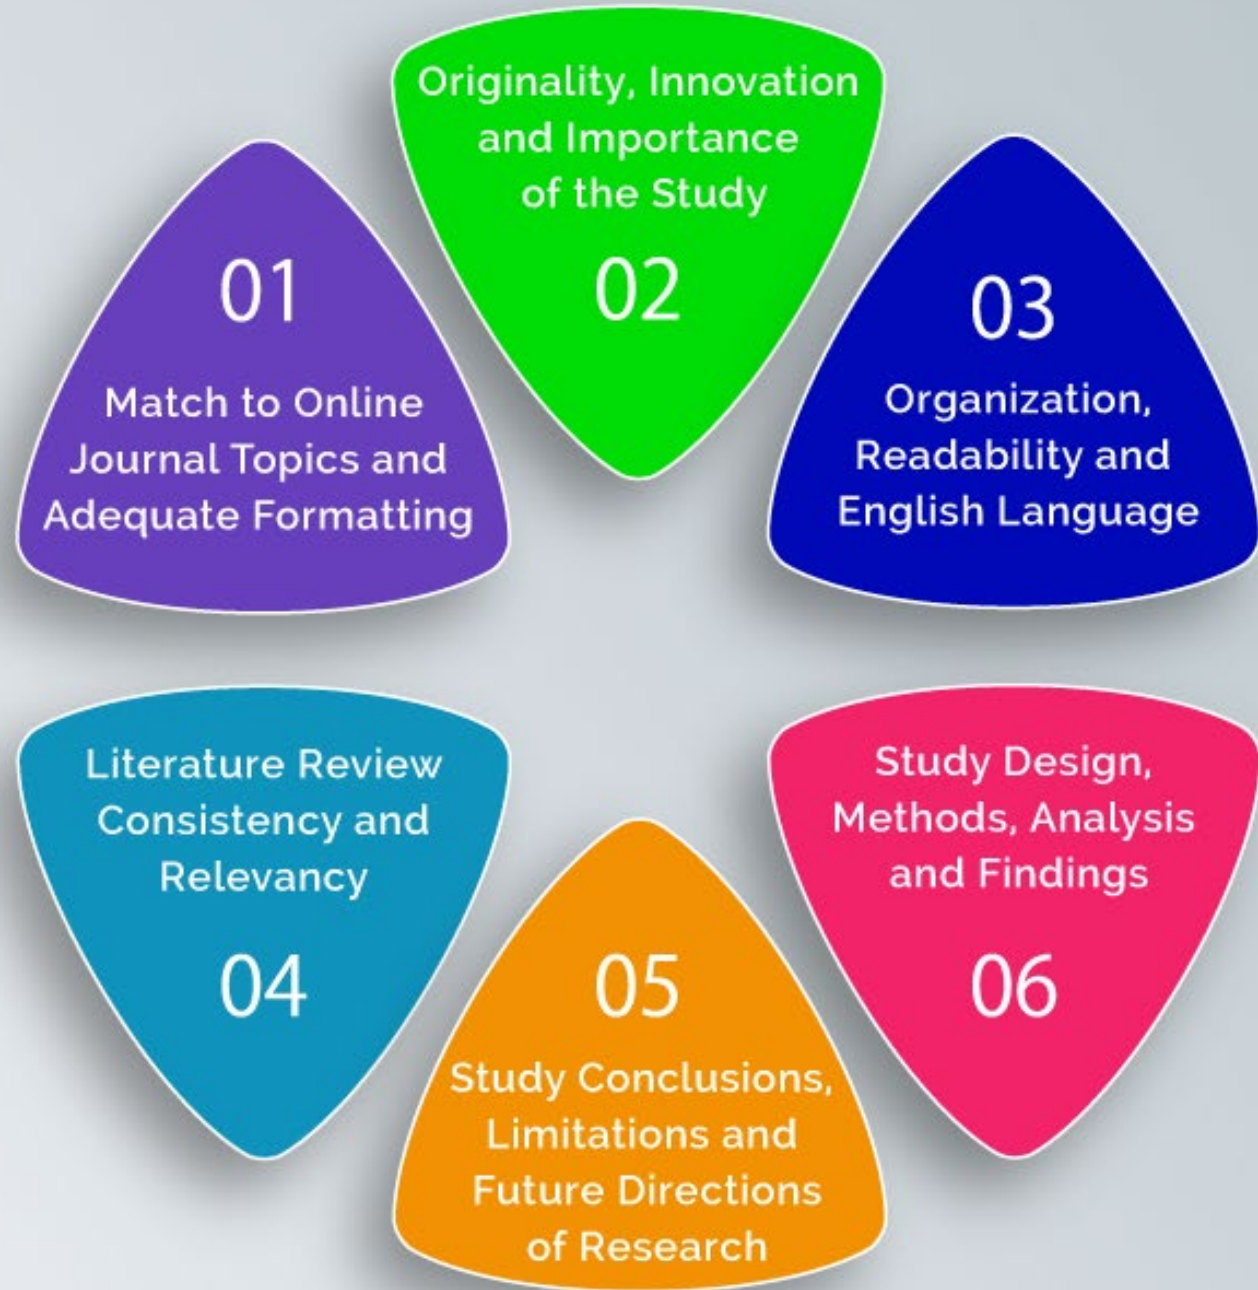 01
Match to Online
Journal Topics and
Adequate Formatting
Originality, Innovation
and Importance
of the Study
02
03
Organization,
Readability and
English Language
Literature Review
Consistency and
Relevancy
04
05
Study Conclusions,
Limitations and
Future Directions
of Research
Study Design,
Methods, Analysis
and Findings
06